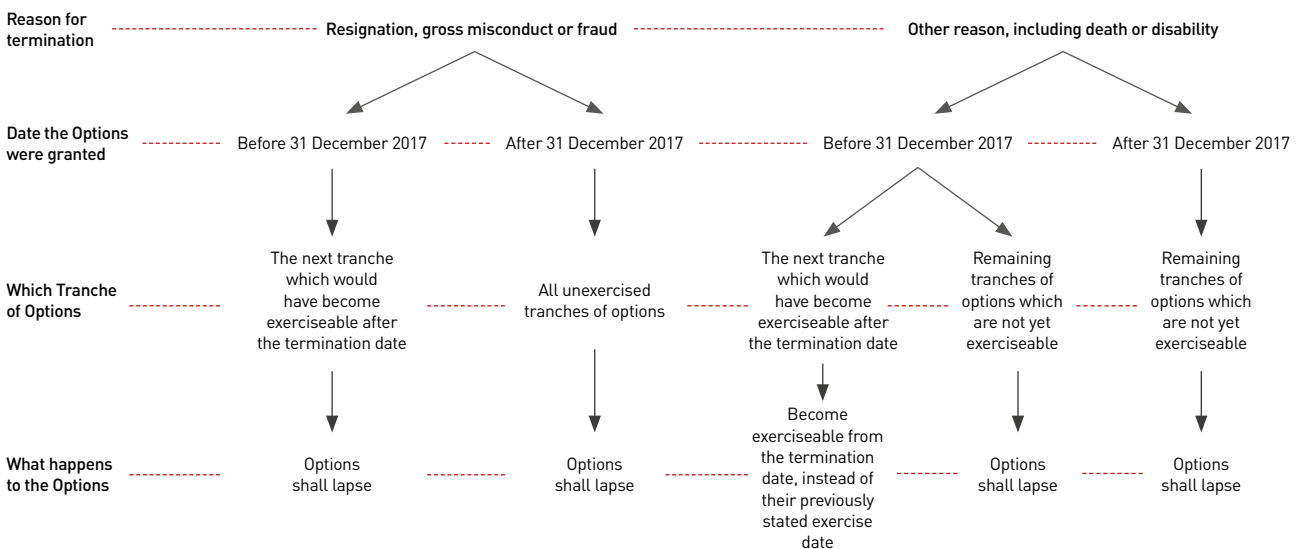 Reason for
termination
Resignation, gross misconduct or fraud
Other reason, including death or disability
Date the Options
were granted
Before 31 December 2017
After 31 December 2017
Before 31 December 2017
After 31 December 2017
Which Tranche
of Options
The next tranche
which would
have become
exerciseable after
the termination date
All unexercised
tranches of options
The next tranche
which would
have become
exerciseable after
the termination date
Remaining
tranches of
options which
are not yet
exerciseable
Remaining
tranches of
options which
are not yet
exerciseable
What happens
to the Options
Options
shall lapse
Options
shall lapse
Become
exerciseable from
the termination
date, instead of
their previously
stated exercise
date
Options
shall lapse
Options
shall lapse